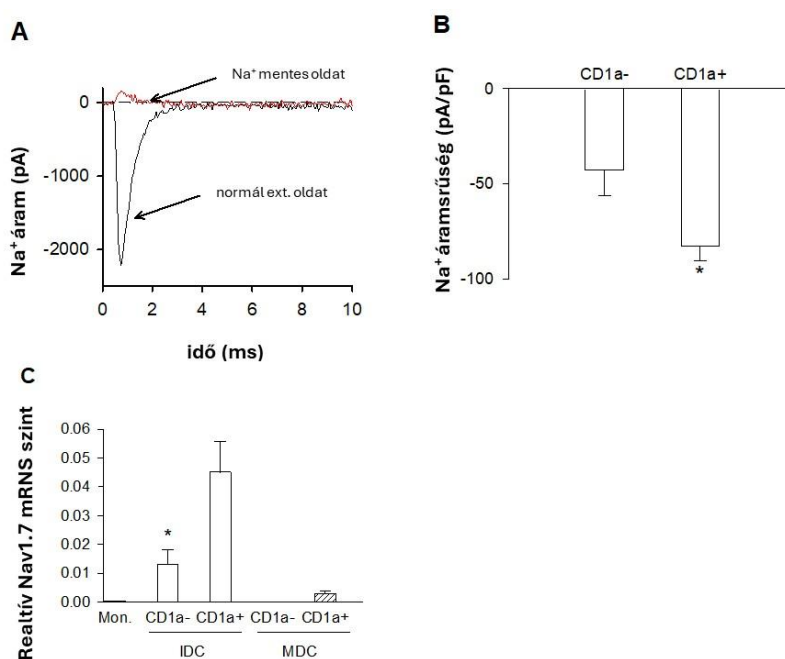 A
Na⁺ mentes oldat
normál ext. oldat
Na⁺ áram (pA)
0
-1000
-2000
0 2 4 6 8 10
idő (ms)
B
CD1a- CD1a+
Na⁺ áramsrűség (pA/pF)
0
-50
-100
*
C
Realtív Nav1.7 mRNS szint
0.06
0.05
0.04
0.03
0.02
0.01
0.00
*
Mon. CD1a- CD1a+ CD1a- CD1a+
IDC MDC